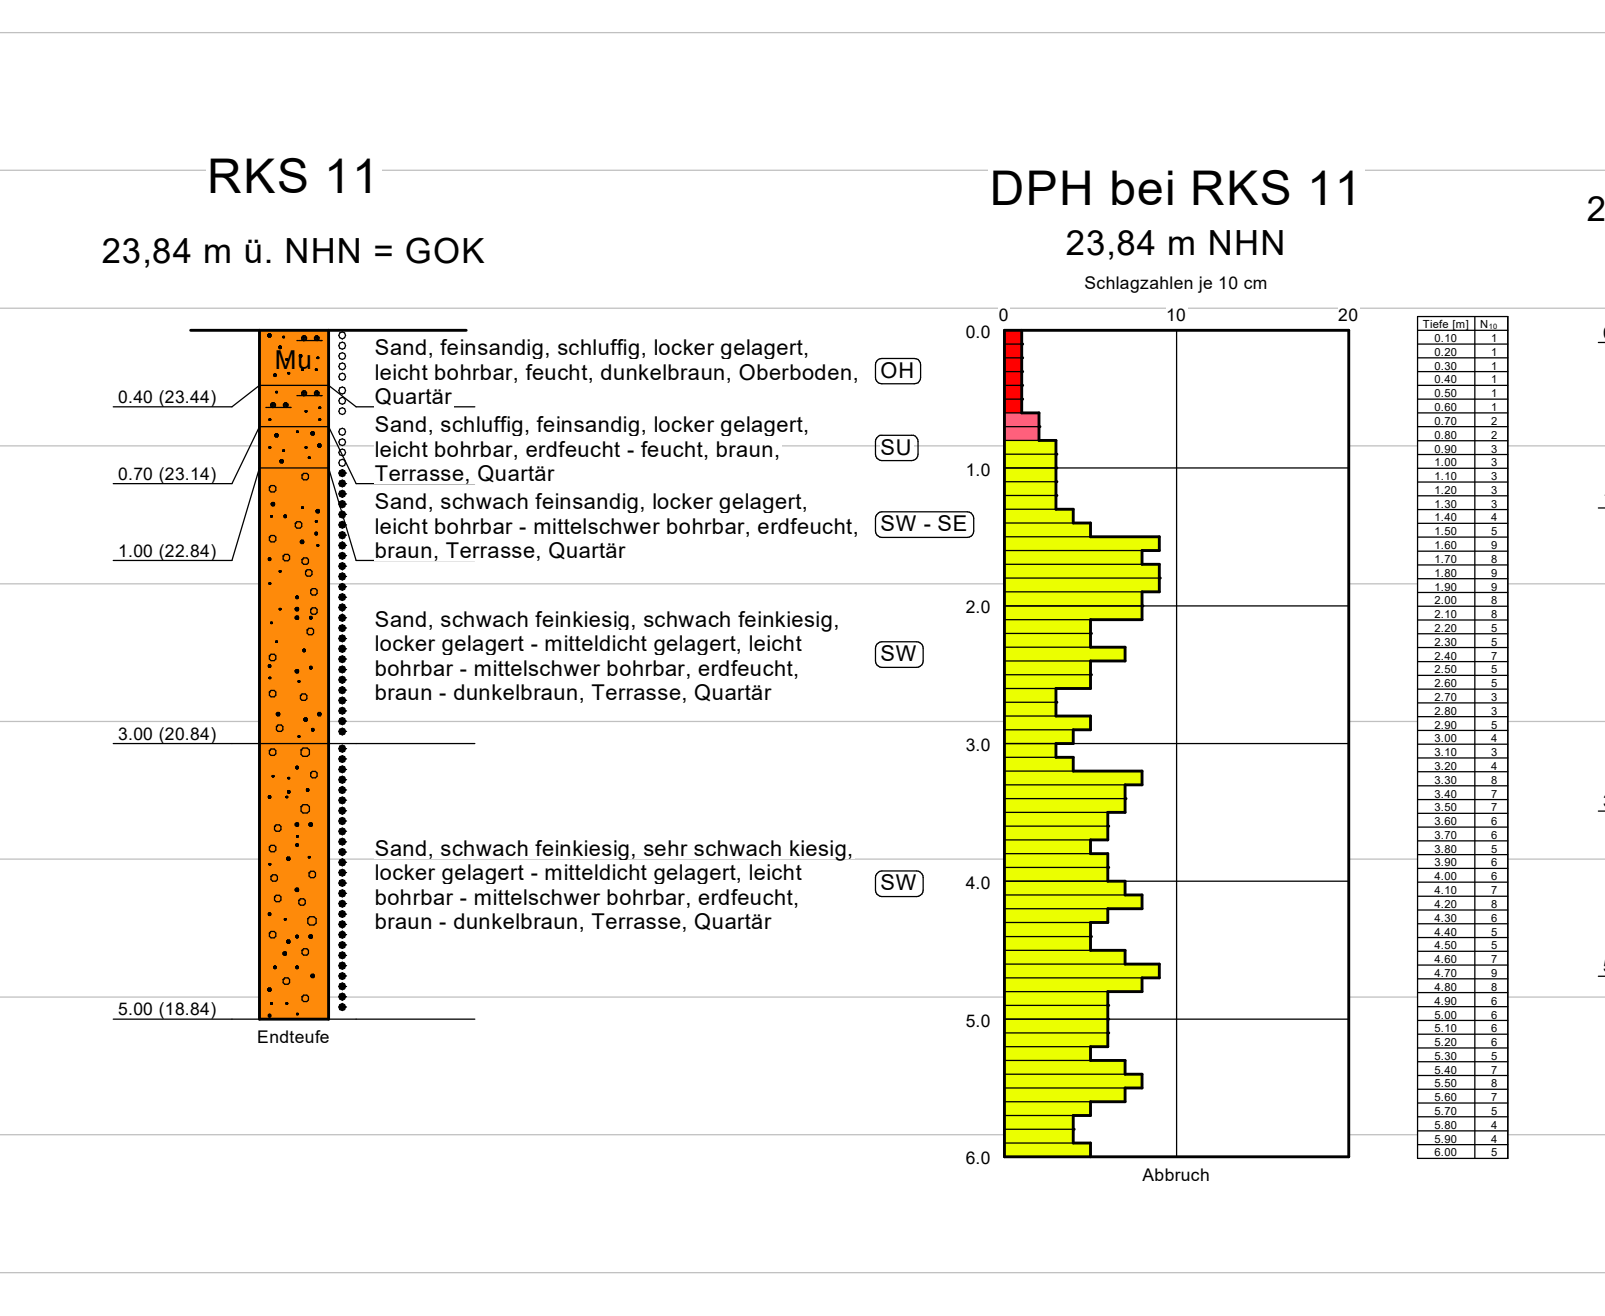 RKS 11
23,84 m ü. NHN = GOK
Mu
0.40 (23.44)
0.70 (23.14)
1.00 (22.84)
3.00 (20.84)
5.00 (18.84)
Endteufe
Sand, feinsandig, schluffig, locker gelagert,
leicht bohrbar, feucht, dunkelbraun, Oberboden,
Quartär
OH
Sand, schluffig, feinsandig, locker gelagert,
leicht bohrbar, erdfeucht - feucht, braun,
Terrasse, Quartär
SU
Sand, schwach feinsandig, locker gelagert,
leicht bohrbar - mittelschwer bohrbar, erdfeucht,
braun, Terrasse, Quartär
SW - SE
Sand, schwach feinkiesig, schwach feinkiesig,
locker gelagert - mitteldicht gelagert, leicht
bohrbar - mittelschwer bohrbar, erdfeucht,
braun - dunkelbraun, Terrasse, Quartär
SW
Sand, schwach feinkiesig, sehr schwach kiesig,
locker gelagert - mitteldicht gelagert, leicht
bohrbar - mittelschwer bohrbar, erdfeucht,
braun - dunkelbraun, Terrasse, Quartär
SW
DPH bei RKS 11
23,84 m NHN
Schlagzahlen je 10 cm
0 10 20
0.0
1.0
2.0
3.0
4.0
5.0
6.0
Abbruch
Tiefe [m] N10
0.10 1
0.20 1
0.30 1
0.40 1
0.50 1
0.60 1
0.70 2
0.80 2
0.90 3
1.00 3
1.10 3
1.20 3
1.30 3
1.40 4
1.50 5
1.60 9
1.70 8
1.80 9
1.90 9
2.00 8
2.10 8
2.20 5
2.30 5
2.40 7
2.50 5
2.60 5
2.70 3
2.80 3
2.90 5
3.00 4
3.10 3
3.20 4
3.30 8
3.40 7
3.50 7
3.60 6
3.70 6
3.80 5
3.90 6
4.00 6
4.10 7
4.20 8
4.30 6
4.40 5
4.50 5
4.60 7
4.70 9
4.80 8
4.90 6
5.00 6
5.10 6
5.20 6
5.30 5
5.40 7
5.50 8
5.60 7
5.70 5
5.80 4
5.90 4
6.00 5
2